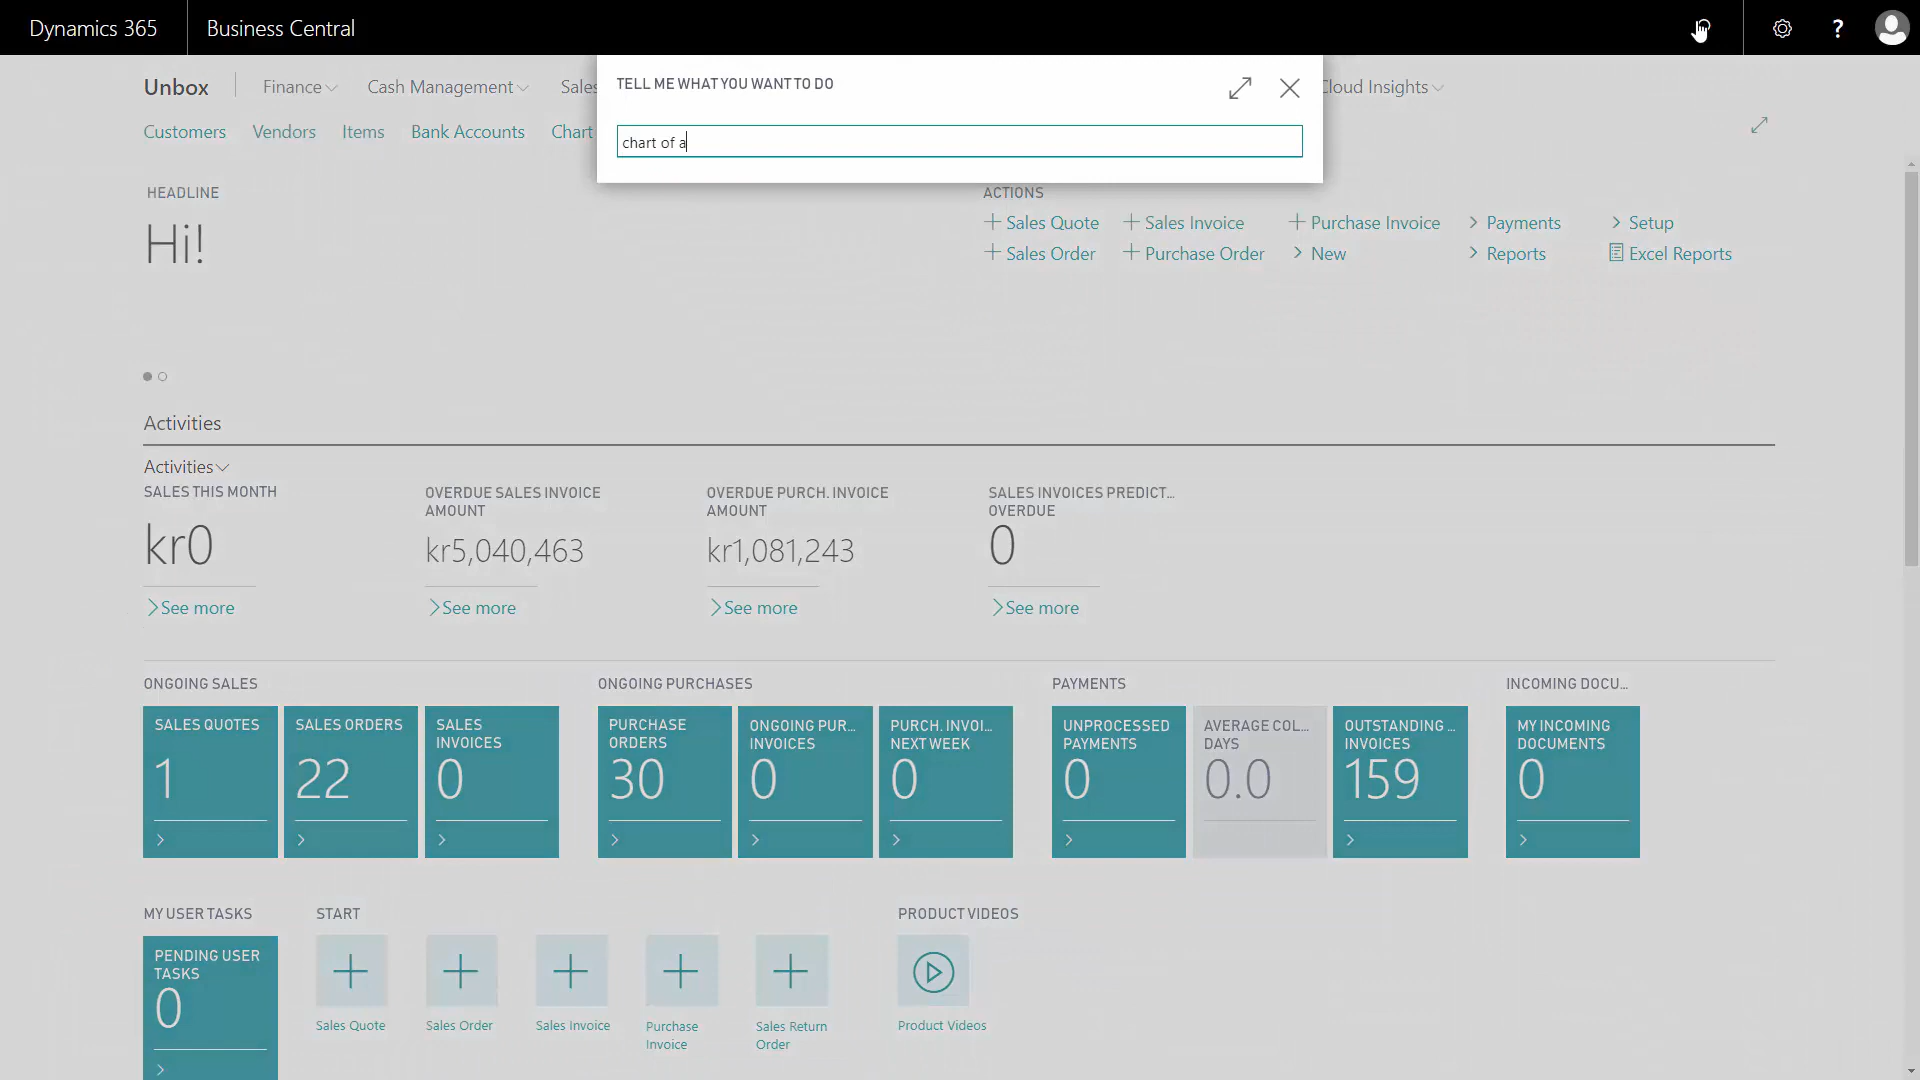 Dynamics 365
Business Central
?
TELL ME WHAT YOU WANT TO DO
chart of a
Unbox
Finance
Cash Management
Sales
Cloud Insights
Customers
Vendors
Items
Bank Accounts
Chart
HEADLINE
Hi!
ACTIONS
Sales Quote
Sales Invoice
Purchase Invoice
Payments
Setup
Sales Order
Purchase Order
New
Reports
Excel Reports
Activities
Activities
SALES THIS MONTH
kr0
See more
OVERDUE SALES INVOICE
AMOUNT
kr5,040,463
See more
OVERDUE PURCH. INVOICE
AMOUNT
kr1,081,243
See more
SALES INVOICES PREDICT...
OVERDUE
0
See more
ONGOING SALES
SALES QUOTES
1
SALES ORDERS
22
SALES
INVOICES
0
ONGOING PURCHASES
PURCHASE
ORDERS
30
ONGOING PUR...
INVOICES
0
PURCH. INVOI...
NEXT WEEK
0
PAYMENTS
UNPROCESSED
PAYMENTS
0
AVERAGE COL...
DAYS
0.0
OUTSTANDING ...
INVOICES
159
INCOMING DOCU...
MY INCOMING
DOCUMENTS
0
MY USER TASKS
PENDING USER
TASKS
0
START
Sales Quote
Sales Order
Sales Invoice
Purchase
Invoice
Sales Return
Order
PRODUCT VIDEOS
Product Videos